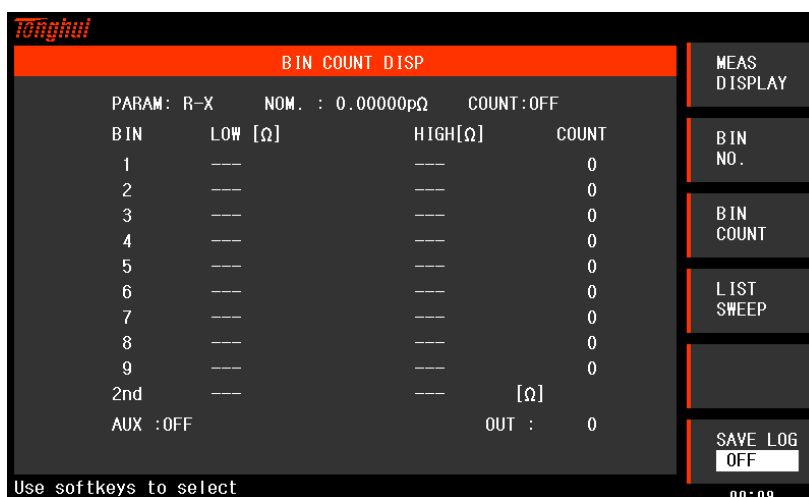 Tonghui
BIN COUNT DISP
PARAM: R-X NOM. : 0.00000pΩ COUNT:OFF
BIN LOW [Ω] HIGH[Ω] COUNT
1 --- --- 0
2 --- --- 0
3 --- --- 0
4 --- --- 0
5 --- --- 0
6 --- --- 0
7 --- --- 0
8 --- --- 0
9 --- --- 0
2nd --- --- [Ω]
AUX :OFF OUT : 0
Use softkeys to select
MEAS
DISPLAY
BIN
NO.
BIN
COUNT
LIST
SWEEP
SAVE LOG
OFF